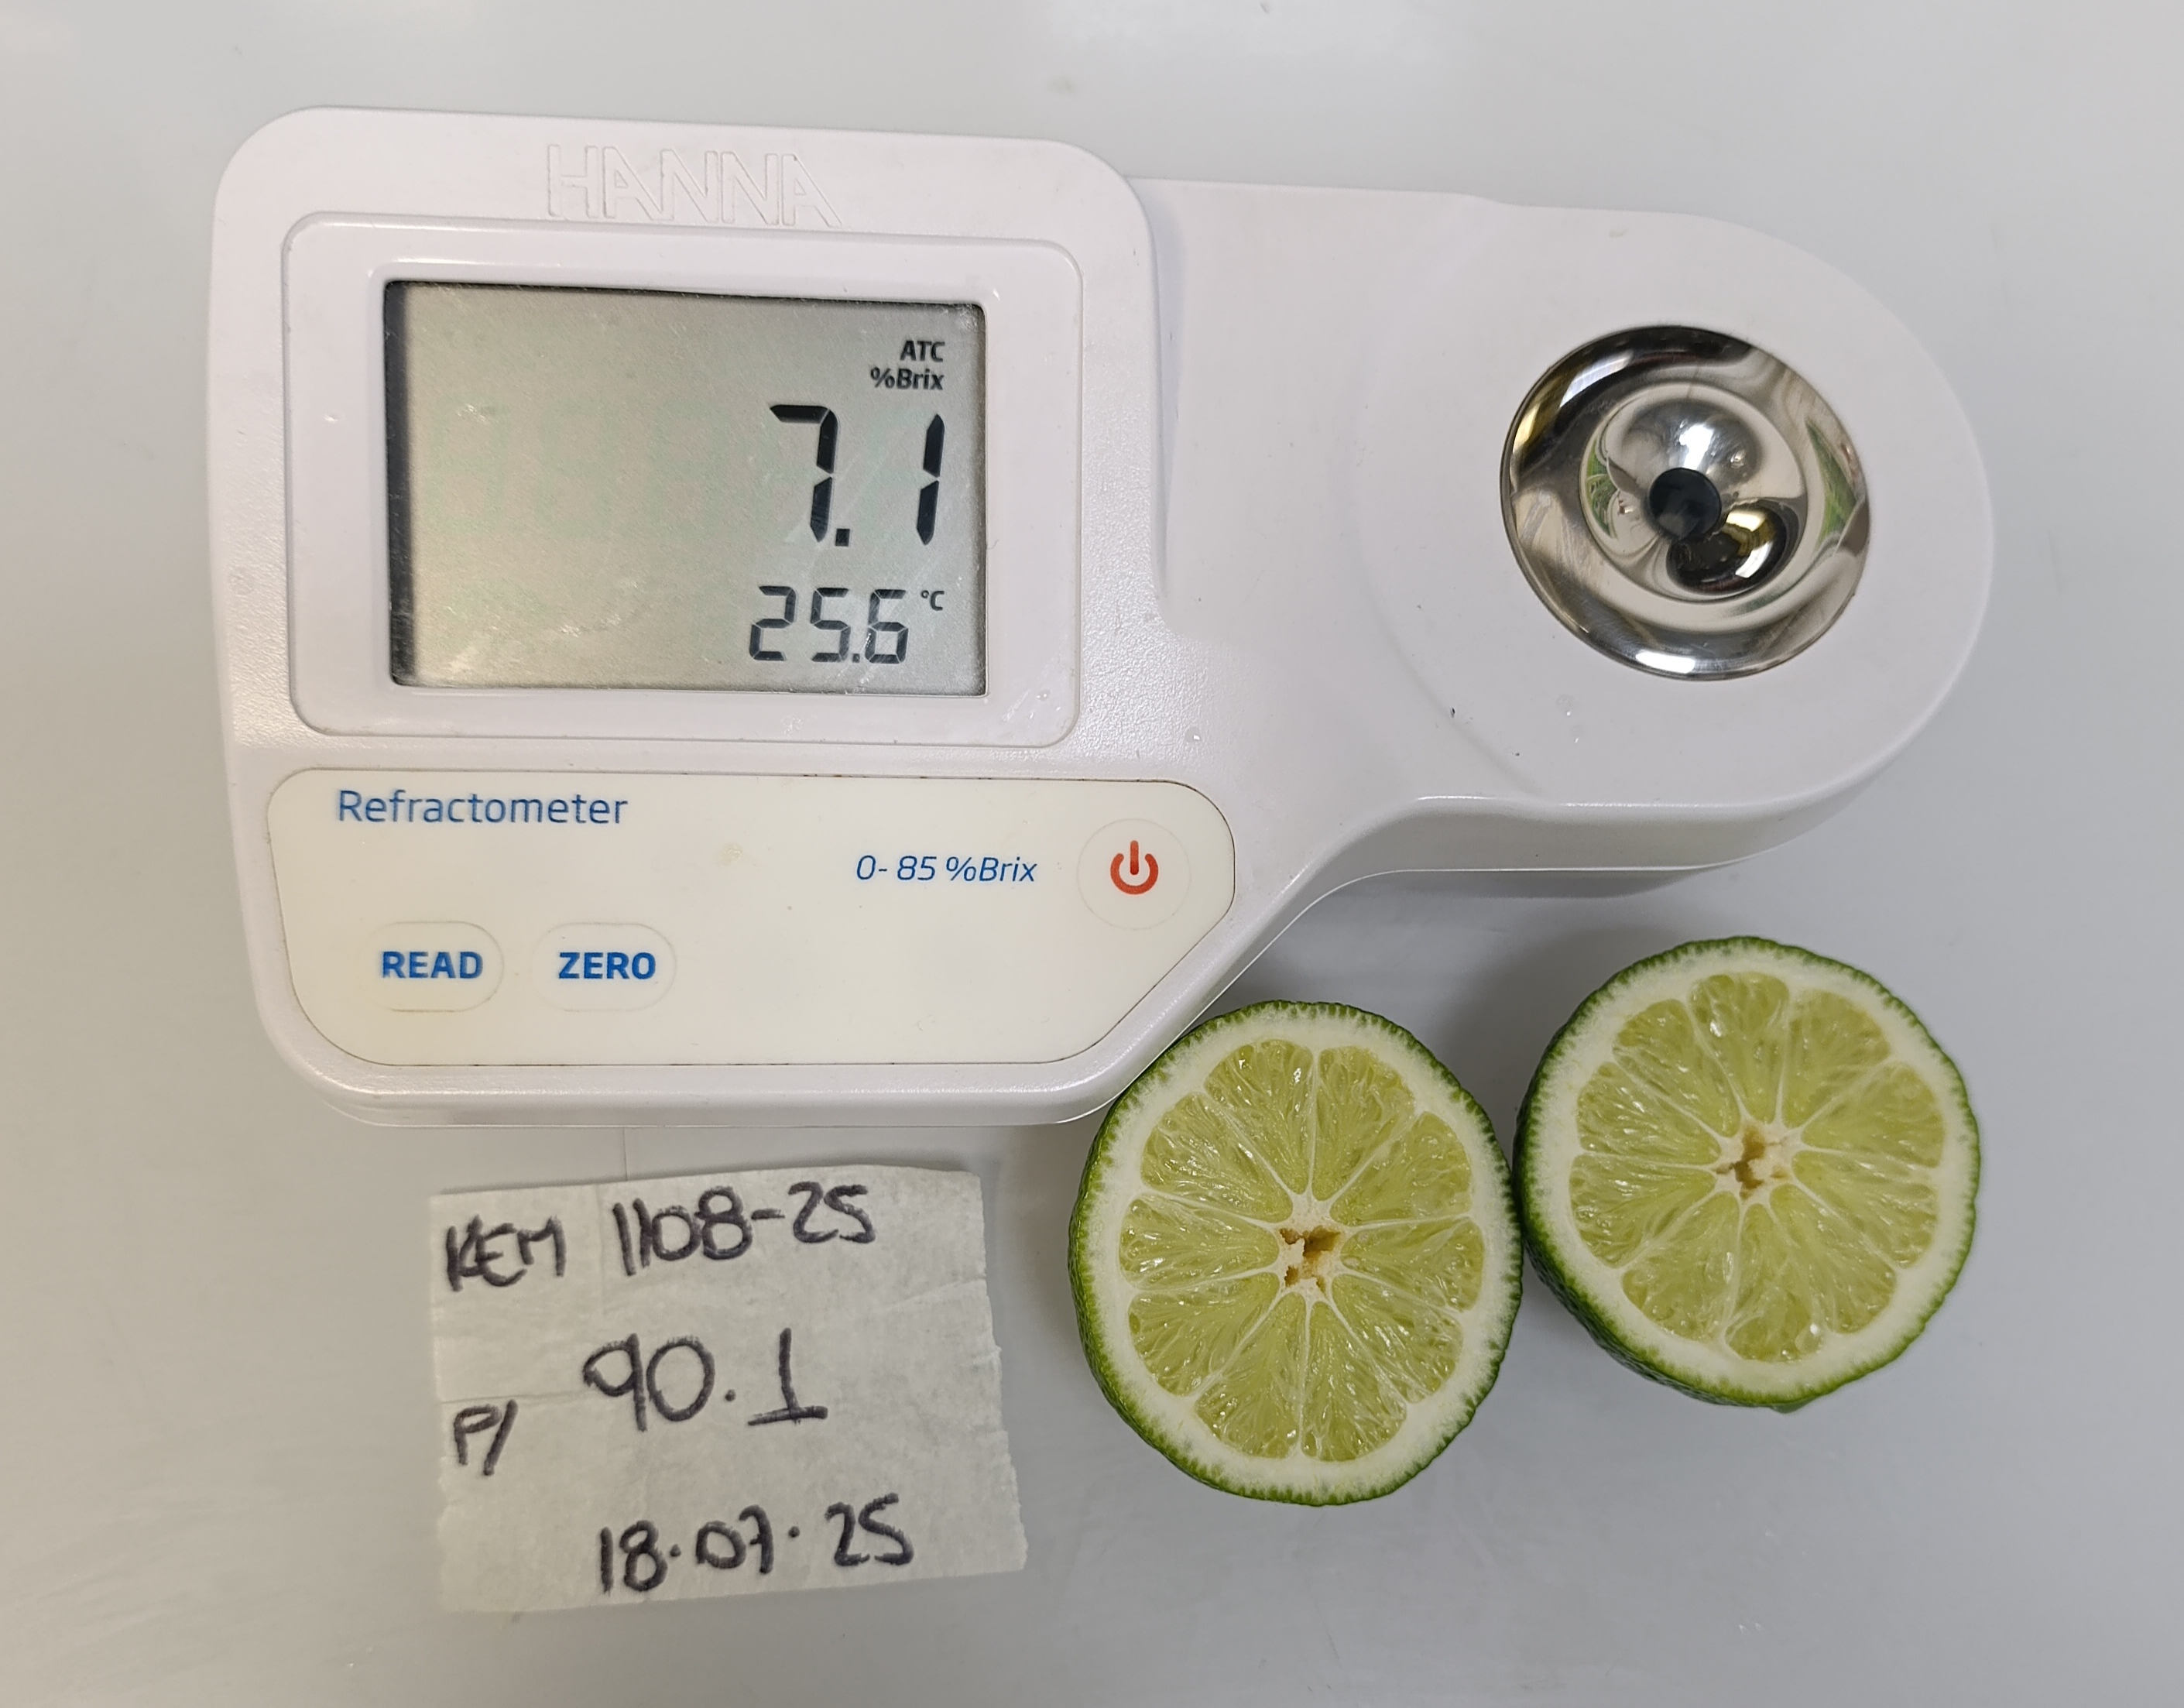 HANNA
ATC
%Brix
7.1
25.6 °C
Refractometer
0- 85 %Brix
READ ZERO
KEM 1108-25
90.1
P/
18.07.25